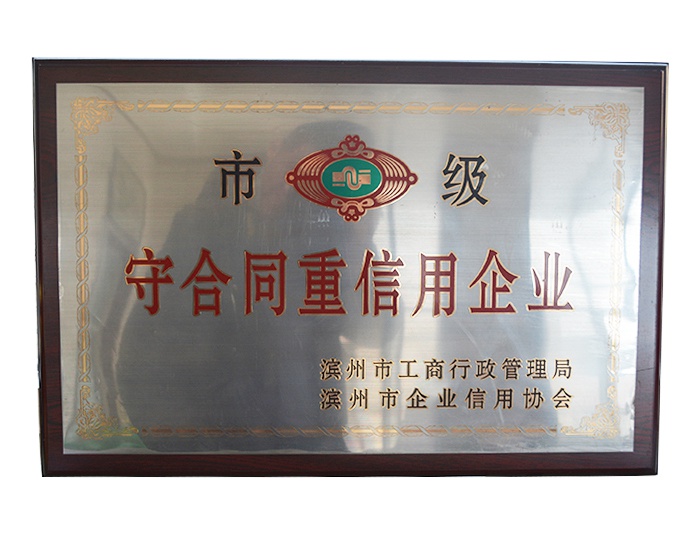 市 级
守合同重信用企业
滨州市工商行政管理局
滨州市企业信用协会